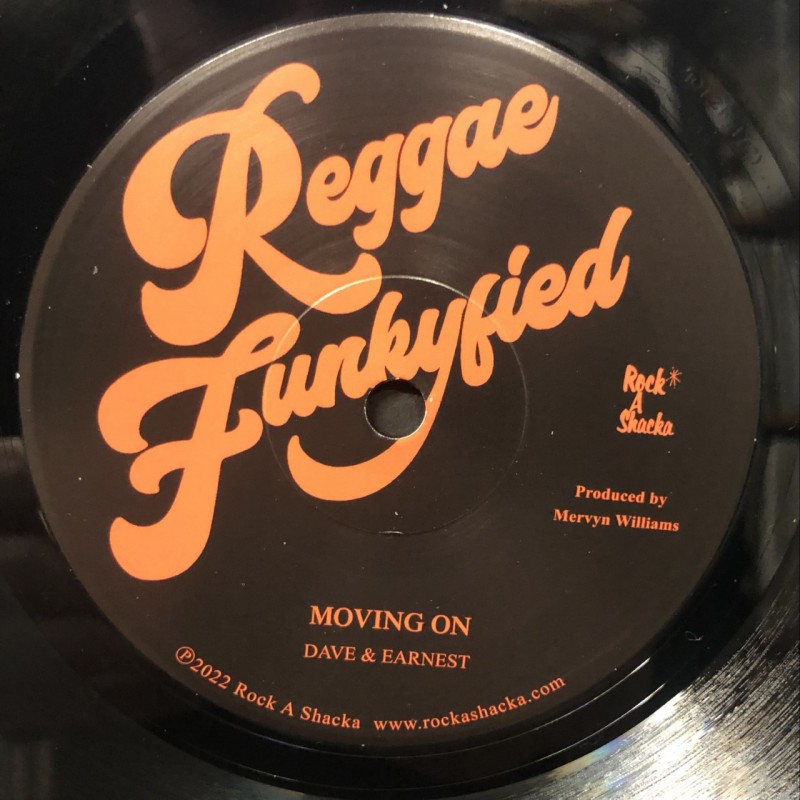 Reggae
Funkyfied
Rock
A
Shacka
Produced by
Mervyn Williams
MOVING ON
DAVE & EARNEST
℗2022 Rock A Shacka www.rockashacka.com